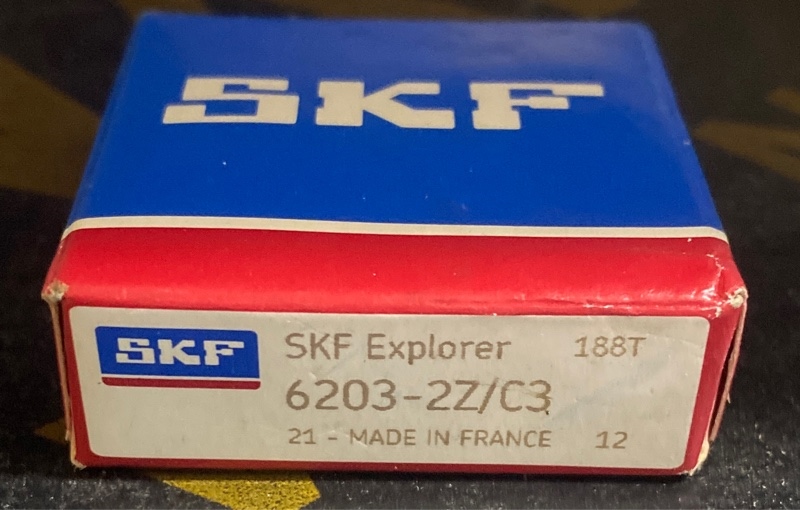 SKF
SKF
SKF Explorer 188T
6203-2Z/C3
21 - MADE IN FRANCE 12